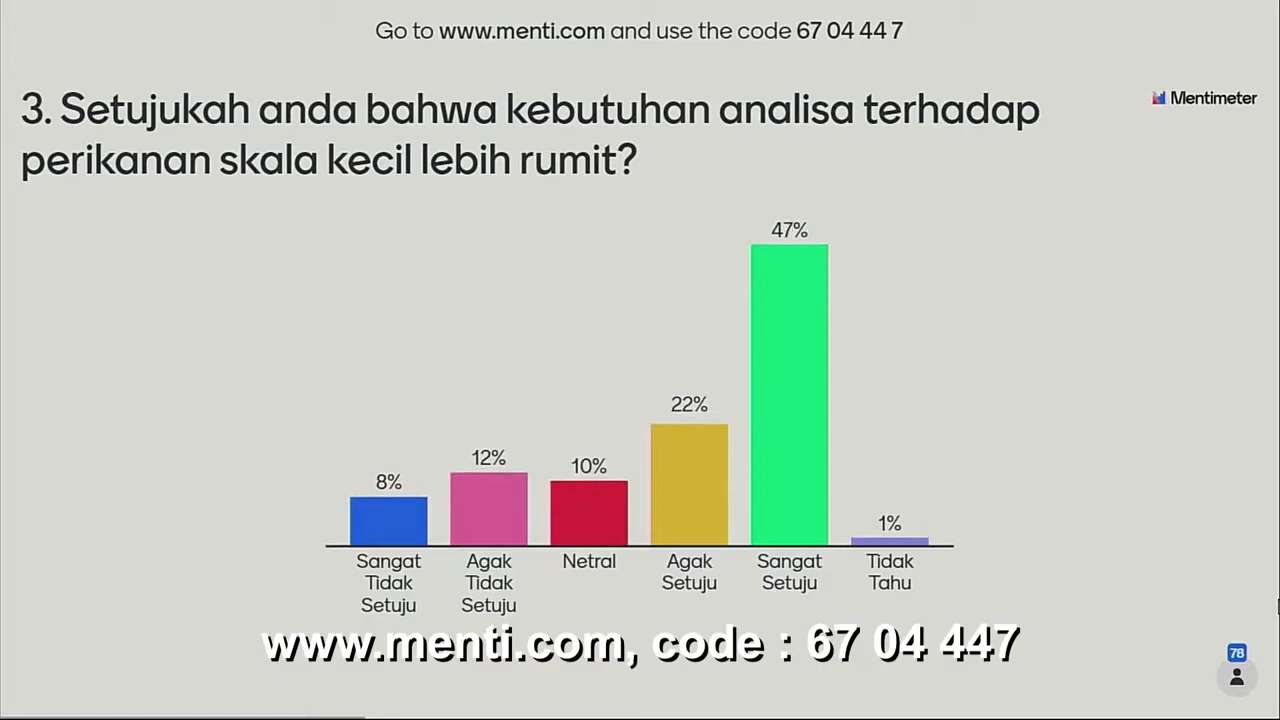 Go to www.menti.com and use the code 67 04 44 7
3. Setujukah anda bahwa kebutuhan analisa terhadap
perikanan skala kecil lebih rumit?
Mentimeter
47%
22%
12%
10%
8%
1%
Sangat Tidak Setuju
Agak Tidak Setuju
Netral
Agak Setuju
Sangat Setuju
Tidak Tahu
www.menti.com, code : 67 04 447
78